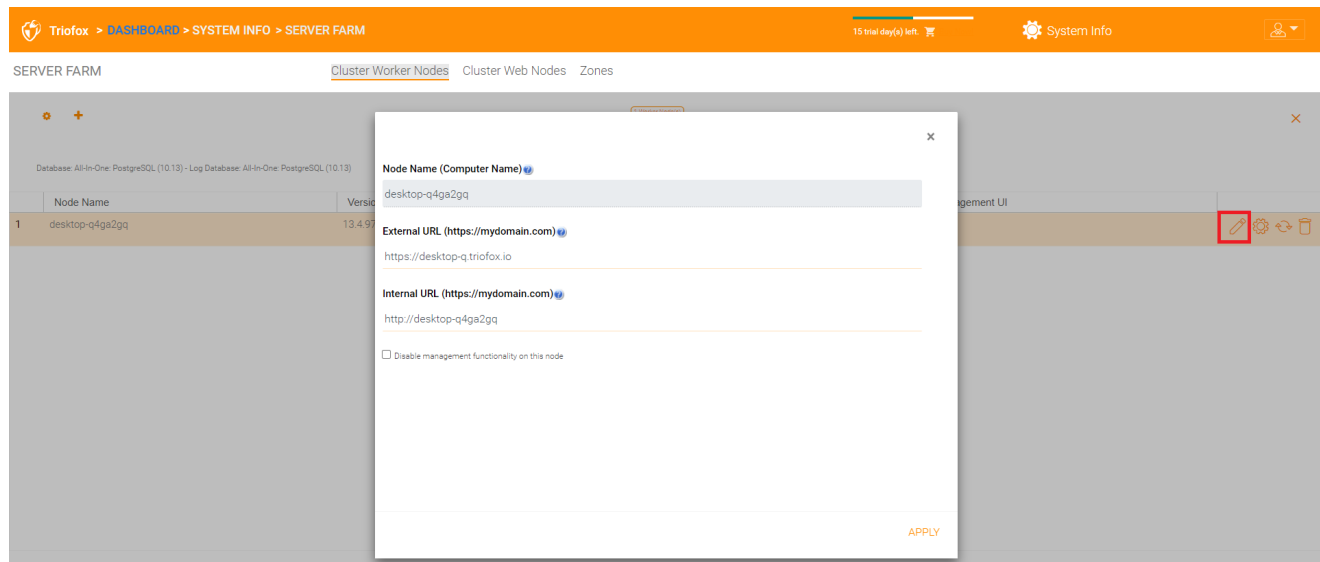 Triofox > DASHBOARD > SYSTEM INFO > SERVER FARM
15 trial day(s) left.
System Info
SERVER FARM
Cluster Worker Nodes Cluster Web Nodes Zones
×
Database: All-In-One: PostgreSQL (10.13) - Log Database: All-In-One: PostgreSQL (10.13)
Node Name
1 desktop-q4ga2gq
13.4.97
Node Name (Computer Name)
desktop-q4ga2gq
External URL (https://mydomain.com)
https://desktop-q.triofox.io
Internal URL (https://mydomain.com)
http://desktop-q4ga2gq
Disable management functionality on this node
APPLY